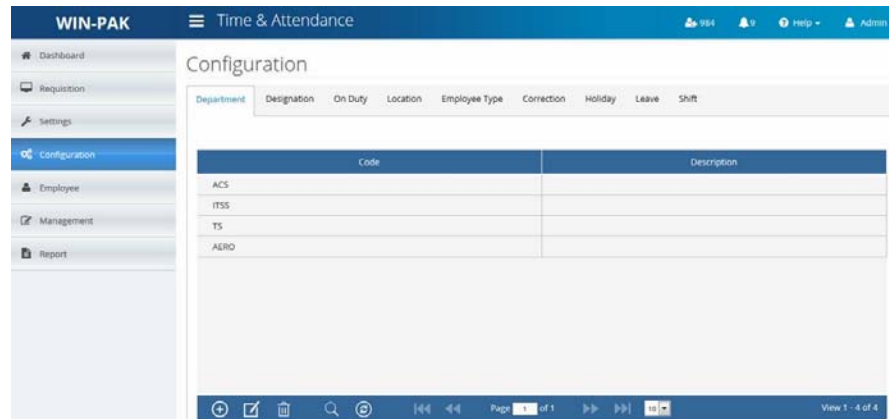 WIN-PAK
Time & Attendance
984
9
Help
Admin
Dashboard
Requisition
Settings
Configuration
Employee
Management
Report
Configuration
Department Designation On Duty Location Employee Type Correction Holiday Leave Shift
Code Description
ACS
ITSS
TS
AERO
Page 1 of 1 10 View 1 - 4 of 4